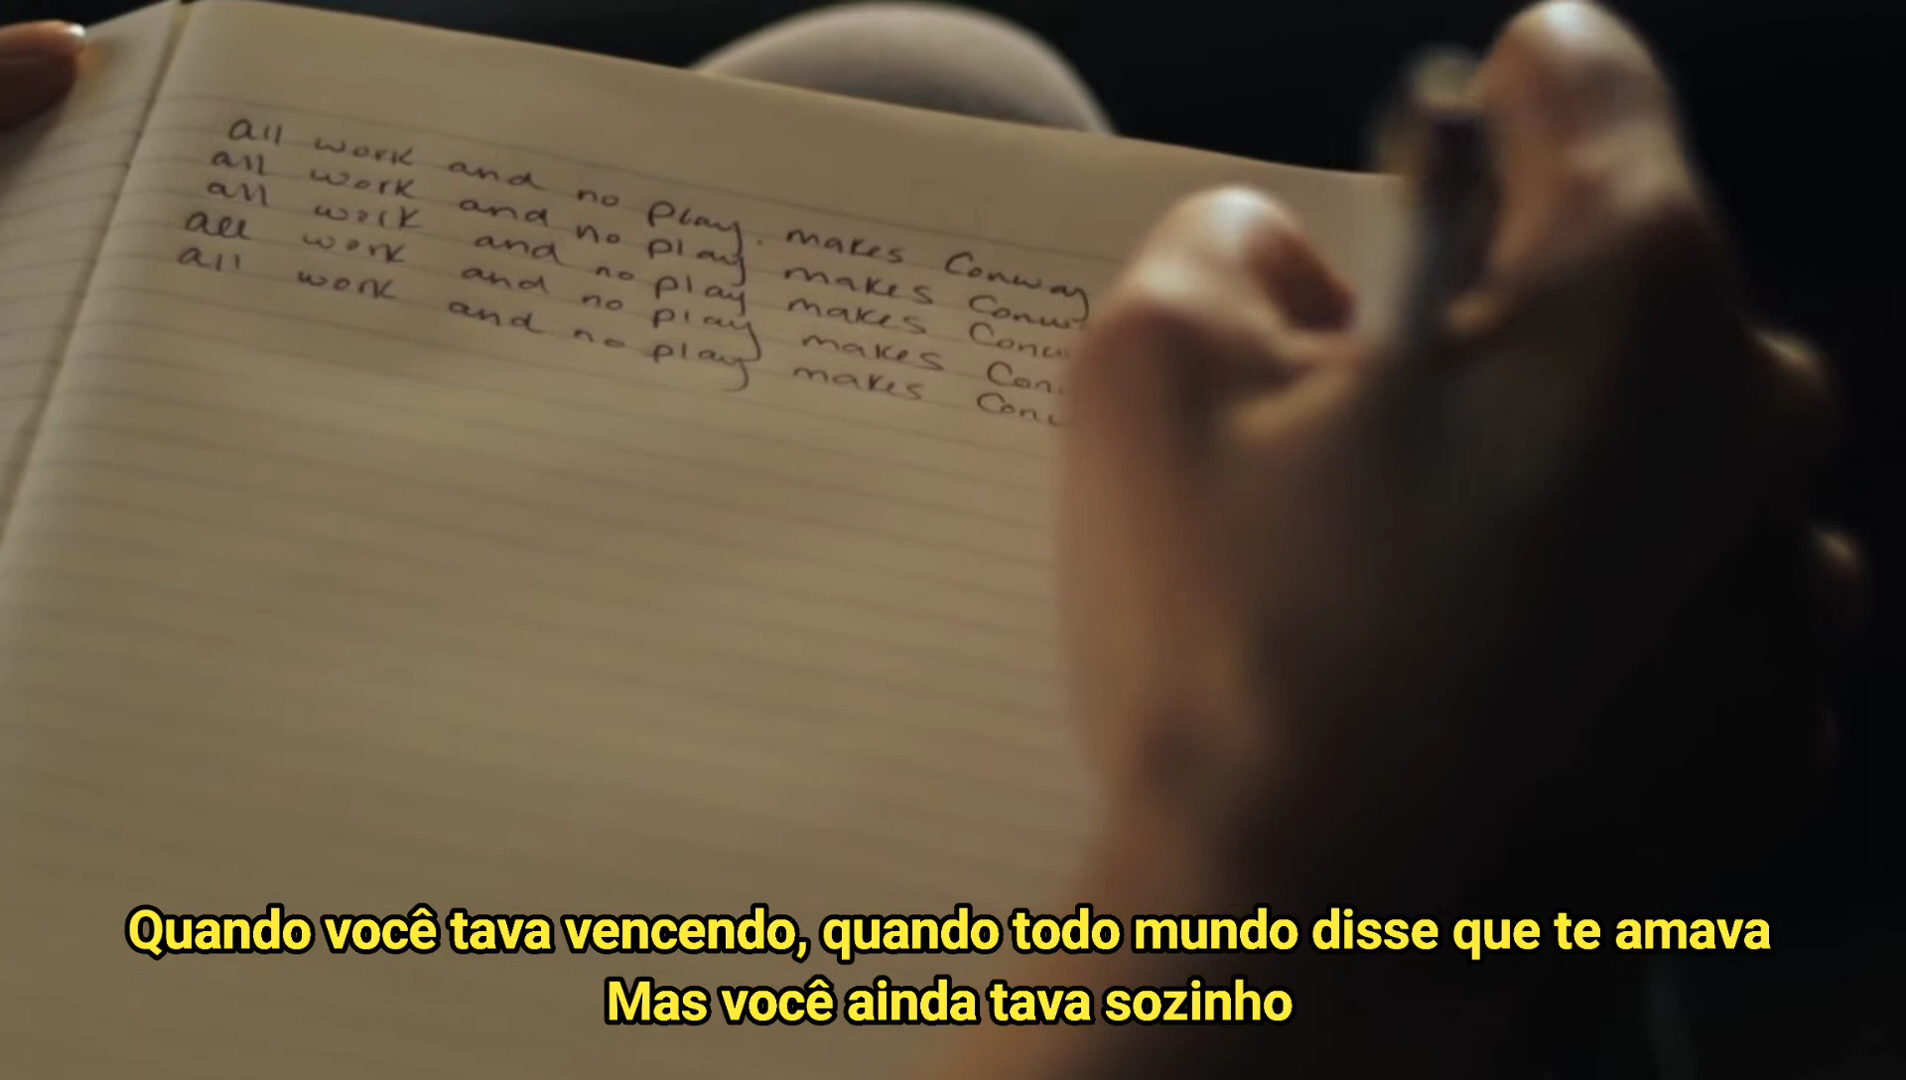 all work and no play. makes Conway
all work and no play makes
all work and no play makes
all work and no play makes
all work and no play makes
Quando você tava vencendo, quando todo mundo disse que te amava
Mas você ainda tava sozinho